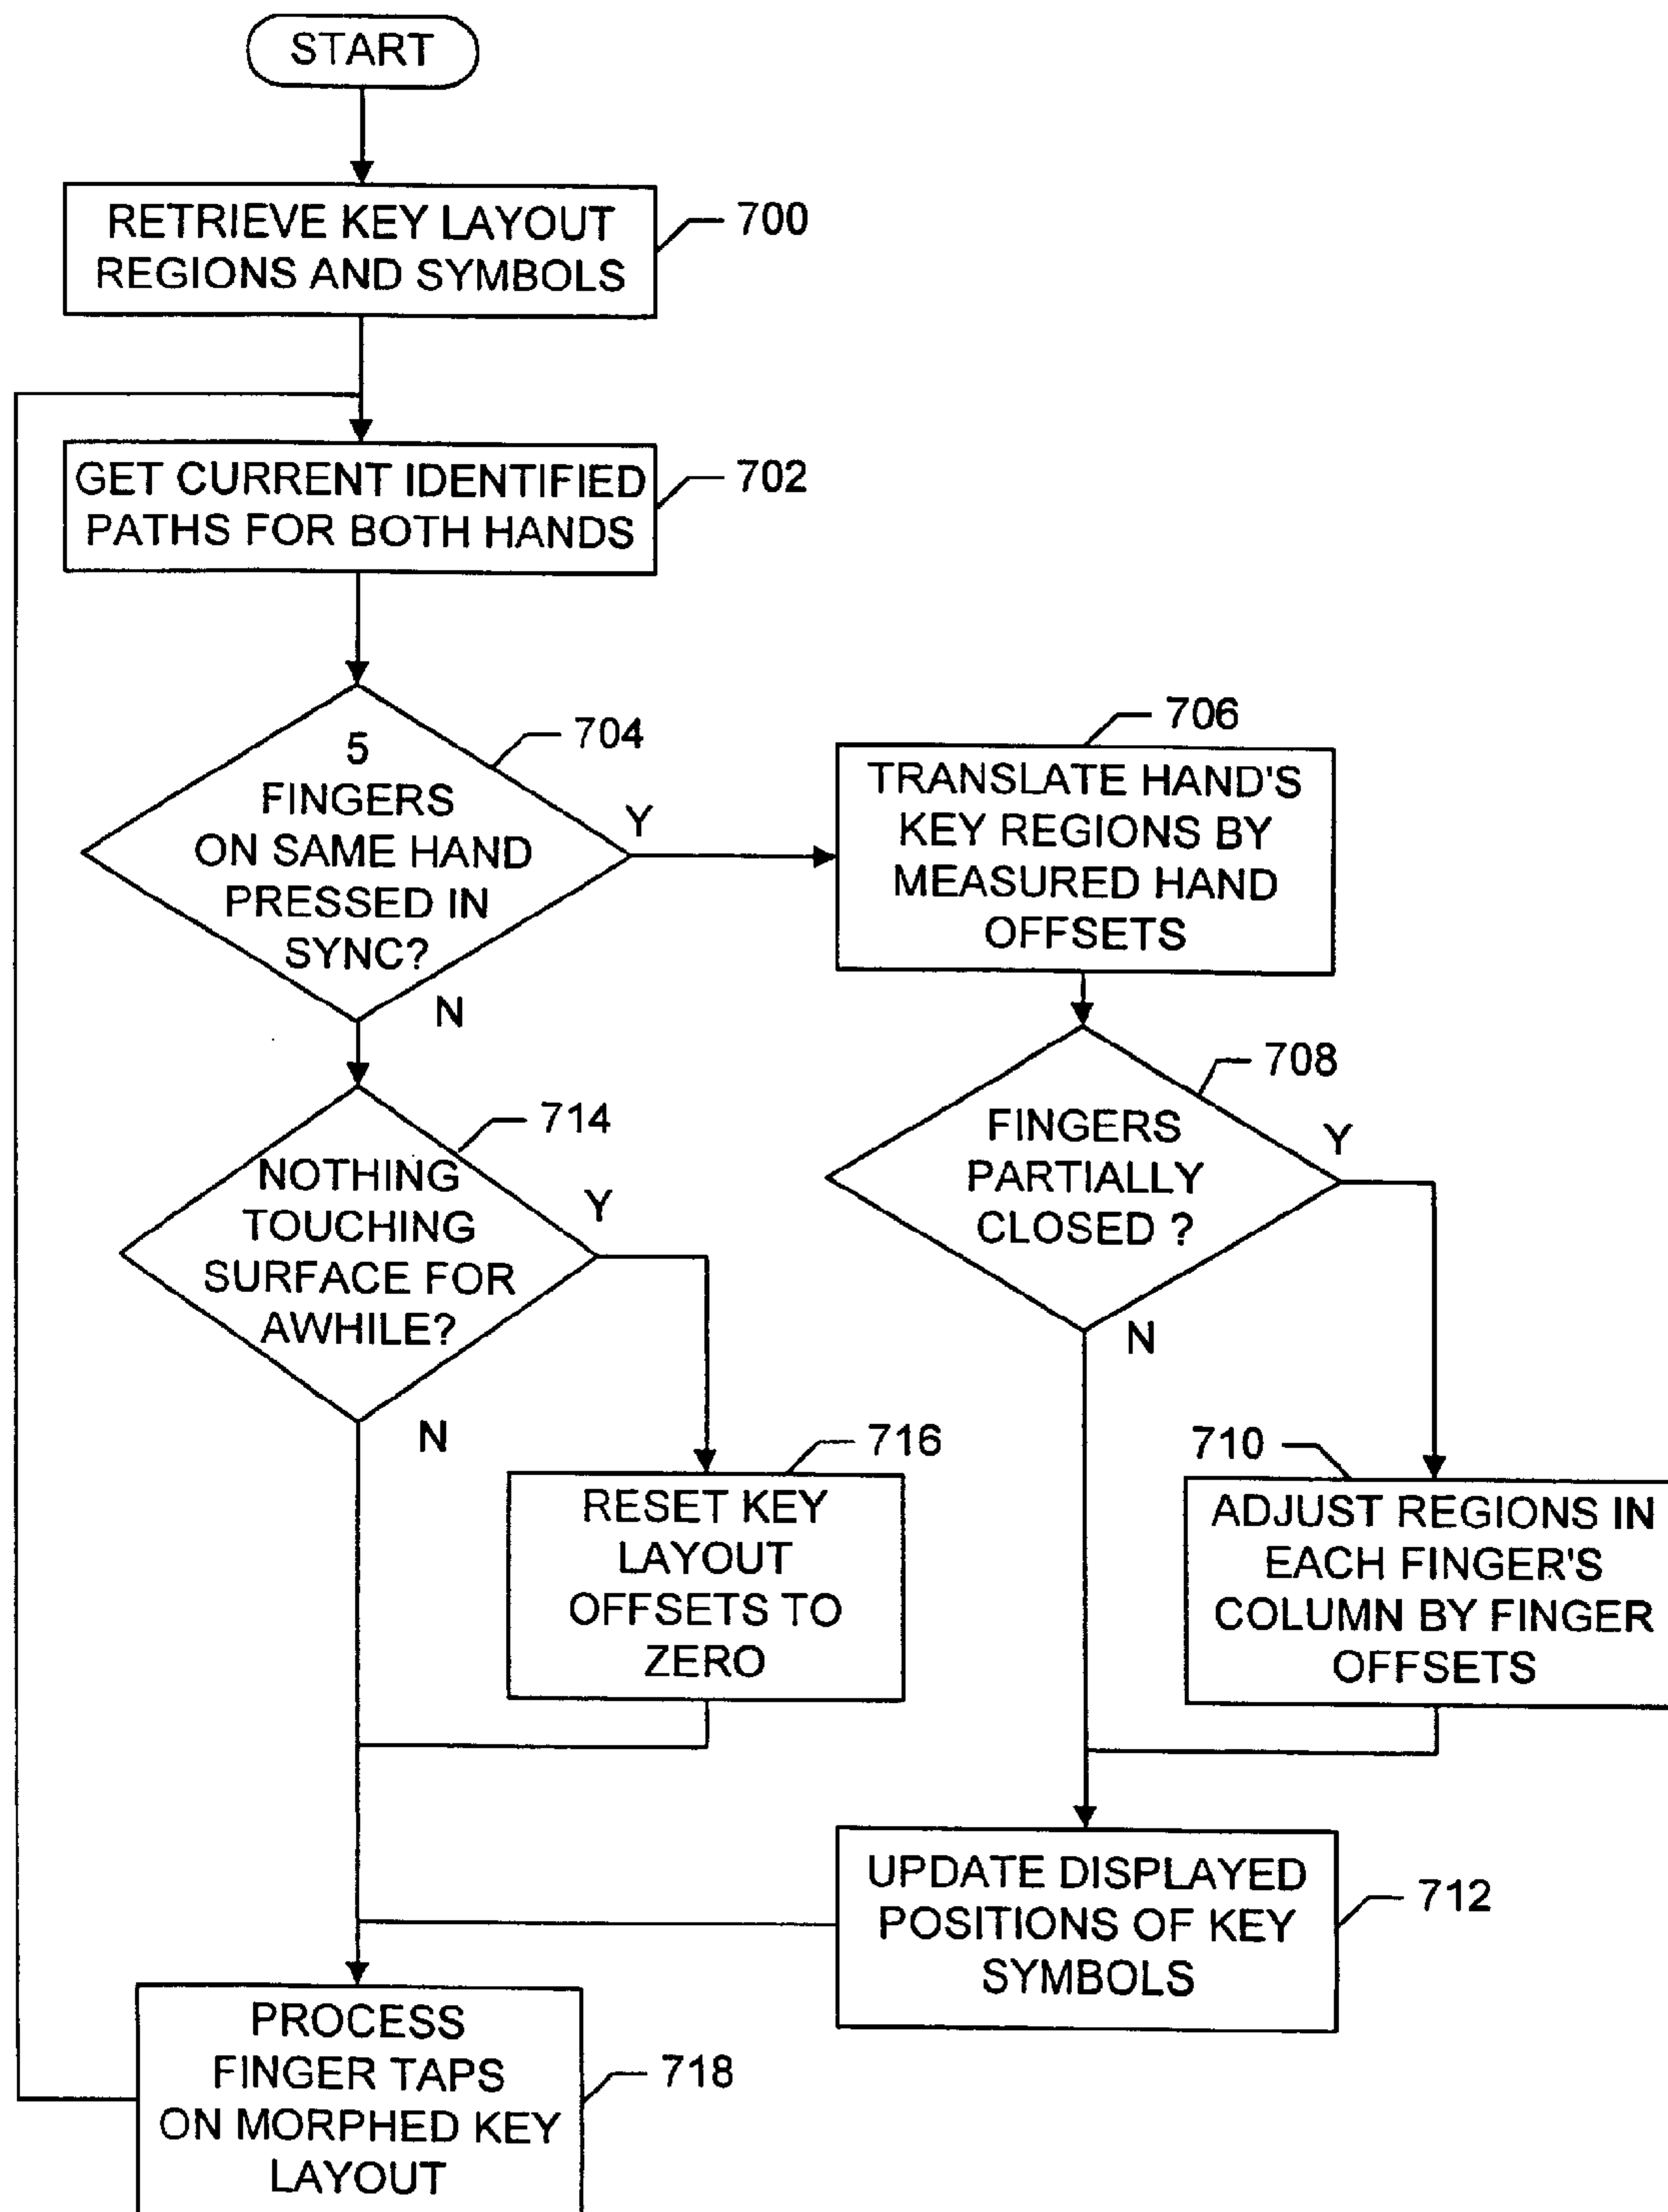 START
RETRIEVE KEY LAYOUT
REGIONS AND SYMBOLS
700
GET CURRENT IDENTIFIED
PATHS FOR BOTH HANDS
702
5
FINGERS
ON SAME HAND
PRESSED IN
SYNC?
704
Y
N
706
TRANSLATE HAND'S
KEY REGIONS BY
MEASURED HAND
OFFSETS
708
FINGERS
PARTIALLY
CLOSED ?
Y
N
714
NOTHING
TOUCHING
SURFACE FOR
AWHILE?
Y
N
716
RESET KEY
LAYOUT
OFFSETS TO
ZERO
710
ADJUST REGIONS IN
EACH FINGER'S
COLUMN BY FINGER
OFFSETS
UPDATE DISPLAYED
POSITIONS OF KEY
SYMBOLS
712
PROCESS
FINGER TAPS
ON MORPHED KEY
LAYOUT
718